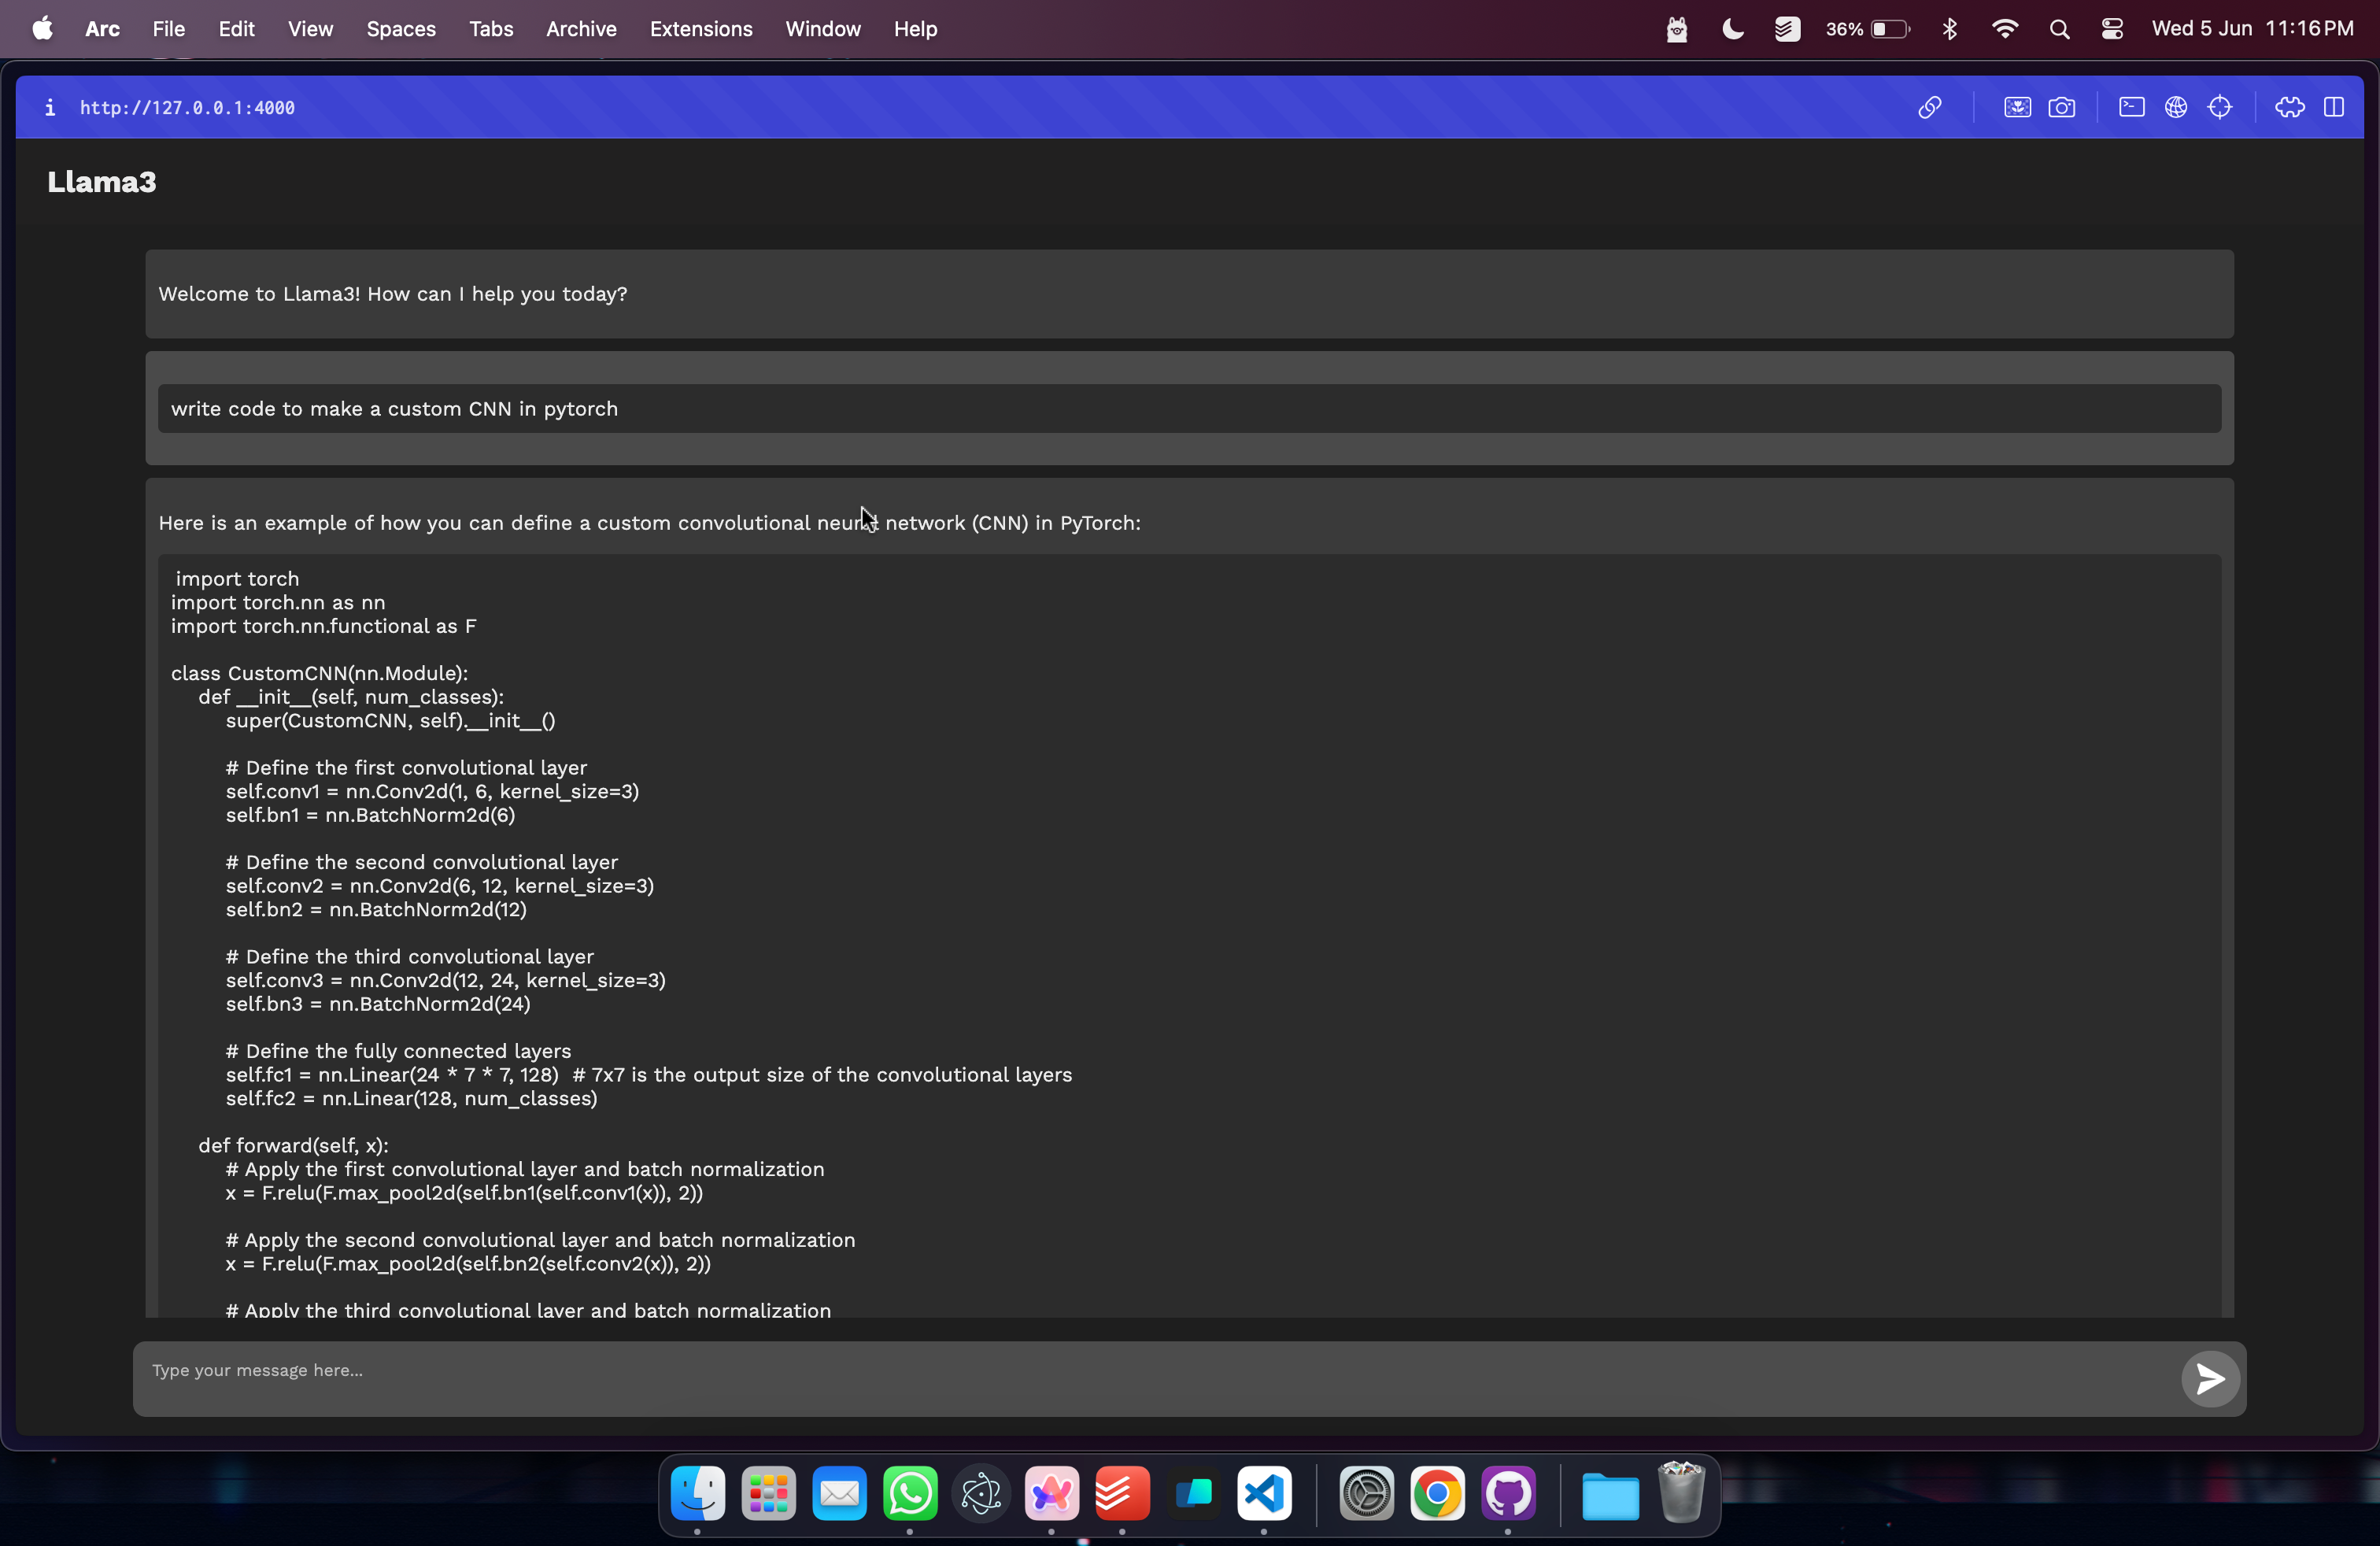 Arc File Edit View Spaces Tabs Archive Extensions Window Help 36% Wed 5 Jun 11:16 PM
http://127.0.0.1:4000
Llama3
Welcome to Llama3! How can I help you today?
write code to make a custom CNN in pytorch
Here is an example of how you can define a custom convolutional neural network (CNN) in PyTorch:
import torch
import torch.nn as nn
import torch.nn.functional as F
class CustomCNN(nn.Module):
def __init__(self, num_classes):
super(CustomCNN, self).__init__()
# Define the first convolutional layer
self.conv1 = nn.Conv2d(1, 6, kernel_size=3)
self.bn1 = nn.BatchNorm2d(6)
# Define the second convolutional layer
self.conv2 = nn.Conv2d(6, 12, kernel_size=3)
self.bn2 = nn.BatchNorm2d(12)
# Define the third convolutional layer
self.conv3 = nn.Conv2d(12, 24, kernel_size=3)
self.bn3 = nn.BatchNorm2d(24)
# Define the fully connected layers
self.fc1 = nn.Linear(24 * 7 * 7, 128)  # 7x7 is the output size of the convolutional layers
self.fc2 = nn.Linear(128, num_classes)
def forward(self, x):
# Apply the first convolutional layer and batch normalization
x = F.relu(F.max_pool2d(self.bn1(self.conv1(x)), 2))
# Apply the second convolutional layer and batch normalization
x = F.relu(F.max_pool2d(self.bn2(self.conv2(x)), 2))
# Apply the third convolutional layer and batch normalization
Type your message here...